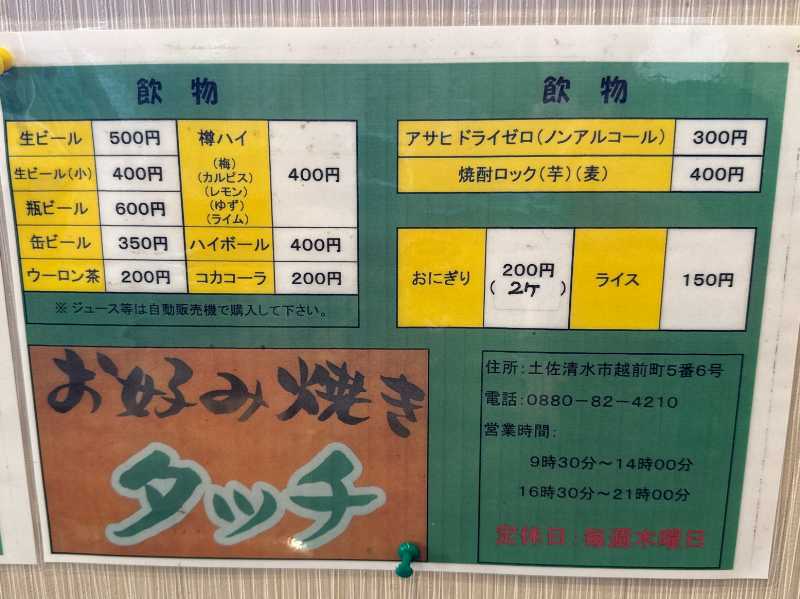 飲物
生ビール 500円
生ビール(小) 400円
瓶ビール 600円
缶ビール 350円
ウーロン茶 200円
樽ハイ
(梅)
(カルピス)
(レモン)
(ゆず)
(ライム)
400円
ハイボール 400円
コカコーラ 200円
※ジュース等は自動販売機で購入して下さい。
飲物
アサヒドライゼロ(ノンアルコール) 300円
焼酎ロック(芋)(麦) 400円
おにぎり 200円
(2ケ)
ライス 150円
お好み焼き
タッチ
住所:土佐清水市越前町5番6号
電話:0880-82-4210
営業時間:
9時30分~14時00分
16時30分~21時00分
定休日:毎週木曜日